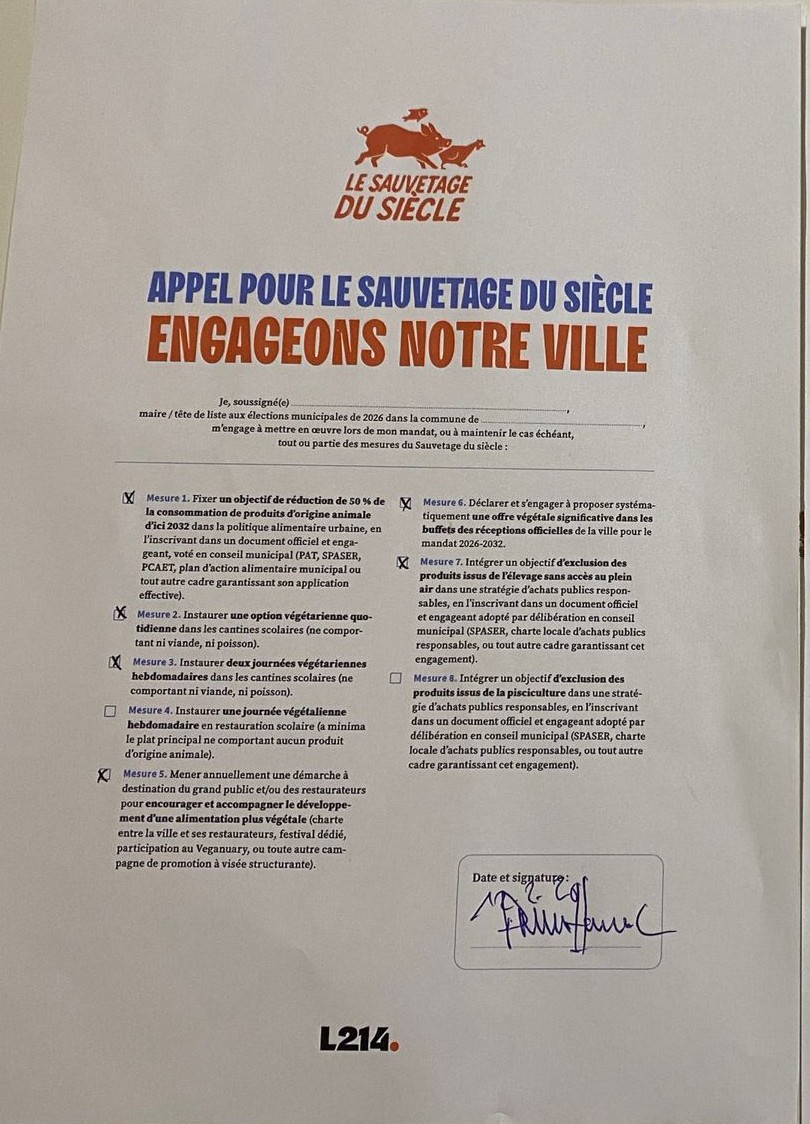 LE SAUVETAGE
DU SIÈCLE
APPEL POUR LE SAUVETAGE DU SIÈCLE
ENGAGEONS NOTRE VILLE
Je, soussigné(e) ,
maire / tête de liste aux élections municipales de 2026 dans la commune de ,
m'engage à mettre en œuvre lors de mon mandat, ou à maintenir le cas échéant,
tout ou partie des mesures du Sauvetage du siècle :
Mesure 1. Fixer un objectif de réduction de 50 % de
la consommation de produits d'origine animale
d'ici 2032 dans la politique alimentaire urbaine, en
l'inscrivant dans un document officiel et enga-
geant, voté en conseil municipal (PAT, SPASER,
PCAET, plan d'action alimentaire municipal ou
tout autre cadre garantissant son application
effective).
Mesure 2. Instaurer une option végétarienne quo-
tidienne dans les cantines scolaires (ne compor-
tant ni viande, ni poisson).
Mesure 3. Instaurer deux journées végétariennes
hebdomadaires dans les cantines scolaires (ne
comportant ni viande, ni poisson).
Mesure 4. Instaurer une journée végétalienne
hebdomadaire en restauration scolaire (a minima
le plat principal ne comportant aucun produit
d'origine animale).
Mesure 5. Mener annuellement une démarche à
destination du grand public et/ou des restaurateurs
pour encourager et accompagner le développe-
ment d'une alimentation plus végétale (charte
entre la ville et ses restaurateurs, festival dédié,
participation au Veganuary, ou toute autre cam-
pagne de promotion à visée structurante).
Mesure 6. Déclarer et s'engager à proposer systéma-
tiquement une offre végétale significative dans les
buffets des réceptions officielles de la ville pour le
mandat 2026-2032.
Mesure 7. Intégrer un objectif d'exclusion des
produits issus de l'élevage sans accès au plein
air dans une stratégie d'achats publics respon-
sables, en l'inscrivant dans un document officiel
et engageant adopté par délibération en conseil
municipal (SPASER, charte locale d'achats publics
responsables, ou tout autre cadre garantissant cet
engagement).
Mesure 8. Intégrer un objectif d'exclusion des
produits issus de la pisciculture dans une straté-
gie d'achats publics responsables, en l'inscrivant
dans un document officiel et engageant adopté par
délibération en conseil municipal (SPASER, charte
locale d'achats publics responsables, ou tout autre
cadre garantissant cet engagement).
Date et signature :
L214.